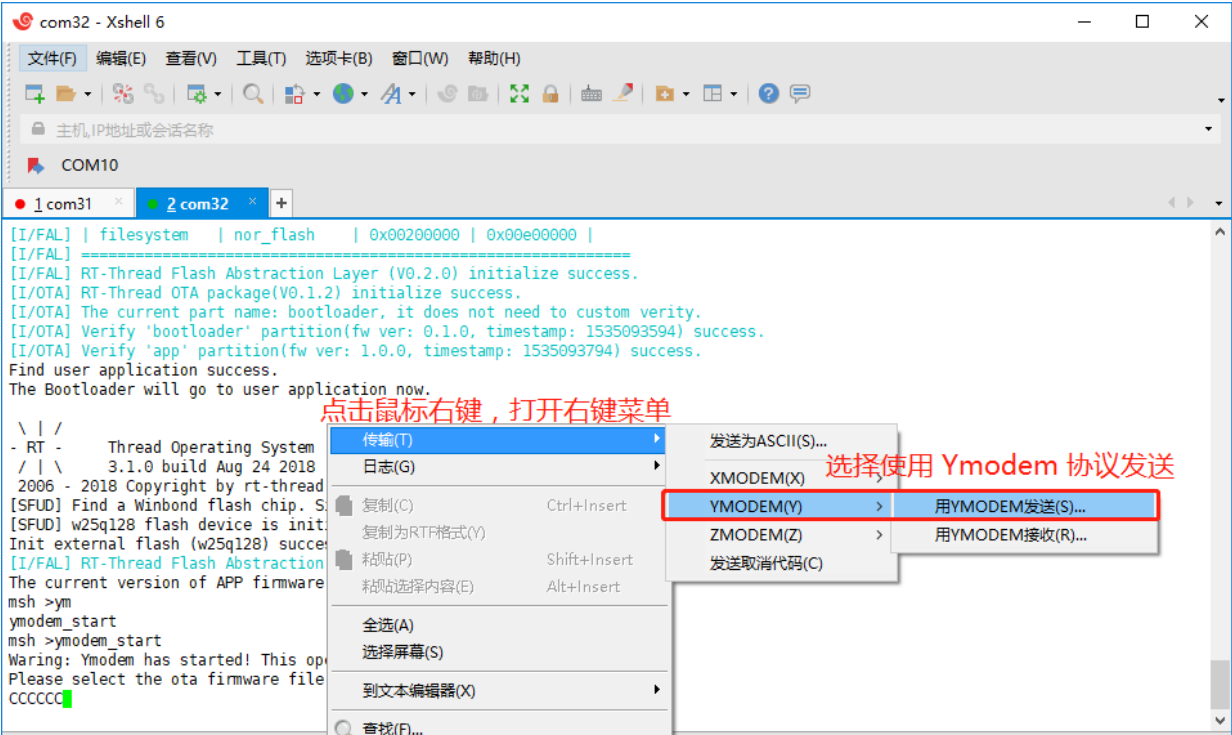 com32 - Xshell 6
文件(F) 编辑(E) 查看(V) 工具(T) 选项卡(B) 窗口(W) 帮助(H)
主机,IP地址或会话名称
COM10
1 com31 × 2 com32 × +
[I/FAL] | filesystem | nor_flash | 0x00200000 | 0x00e00000 |
[I/FAL] =============================================================
[I/FAL] RT-Thread Flash Abstraction Layer (V0.2.0) initialize success.
[I/OTA] RT-Thread OTA package(V0.1.2) initialize success.
[I/OTA] The current part name: bootloader, it does not need to custom verity.
[I/OTA] Verify 'bootloader' partition(fw ver: 0.1.0, timestamp: 1535093594) success.
[I/OTA] Verify 'app' partition(fw ver: 1.0.0, timestamp: 1535093794) success.
Find user application success.
The Bootloader will go to user application now.
点击鼠标右键，打开右键菜单
\ | /
- RT - Thread Operating System
/ | \ 3.1.0 build Aug 24 2018
2006 - 2018 Copyright by rt-thread
[SFUD] Find a Winbond flash chip. S
[SFUD] w25q128 flash device is init
Init external flash (w25q128) succe
[I/FAL] RT-Thread Flash Abstraction
The current version of APP firmware
msh >ym
ymodem_start
msh >ymodem_start
Waring: Ymodem has started! This op
Please select the ota firmware file
CCCCCC
传输(T)
日志(G)
复制(C) Ctrl+Insert
复制为RTF格式(Y)
粘贴(P) Shift+Insert
粘贴选择内容(E) Alt+Insert
全选(A)
选择屏幕(S)
到文本编辑器(X)
查找(F)...
发送为ASCII(S)...
选择使用 Ymodem 协议发送
XMODEM(X)
YMODEM(Y)
ZMODEM(Z)
发送取消代码(C)
用YMODEM发送(S)...
用YMODEM接收(R)...